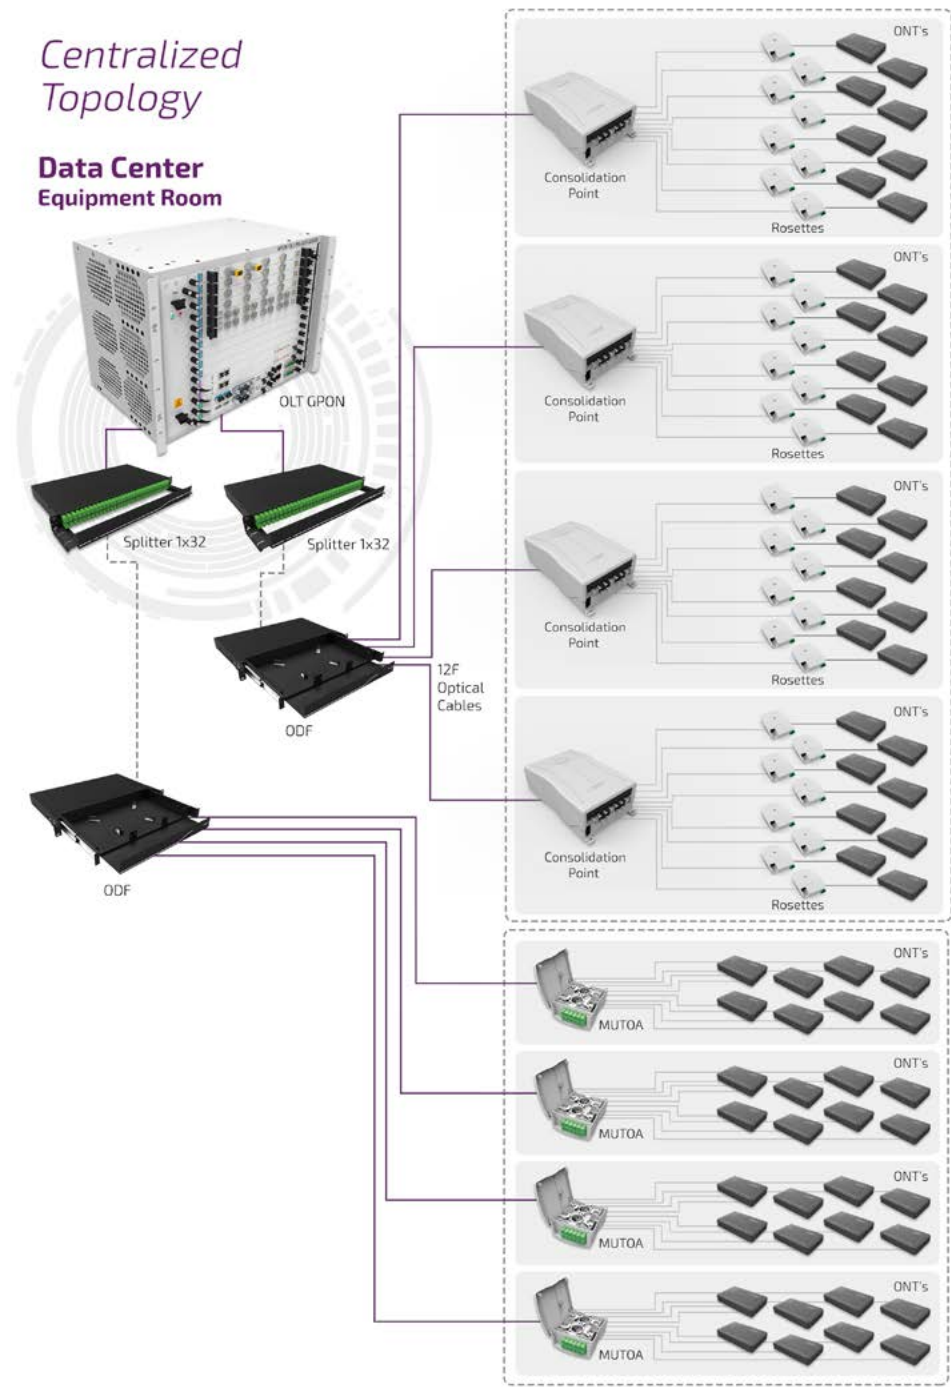 Centralized
Topology
Data Center
Equipment Room
OLT GPON
Splitter 1x32
Splitter 1x32
ODF
12F
Optical
Cables
ODF
ONT's
Consolidation
Point
Rosettes
ONT's
Consolidation
Point
Rosettes
ONT's
Consolidation
Point
Rosettes
ONT's
Consolidation
Point
Rosettes
ONT's
MUTOA
ONT's
MUTOA
ONT's
MUTOA
ONT's
MUTOA